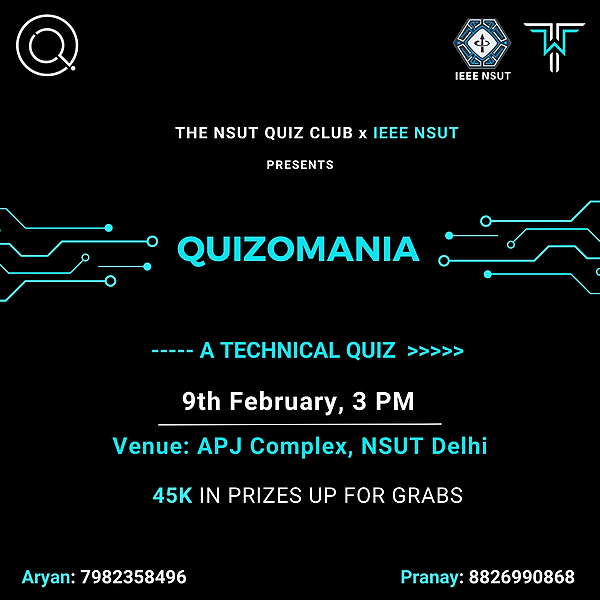 IEEE NSUT
THE NSUT QUIZ CLUB x IEEE NSUT
PRESENTS
QUIZOMANIA
----- A TECHNICAL QUIZ >>>>>
9th February, 3 PM
Venue: APJ Complex, NSUT Delhi
45K IN PRIZES UP FOR GRABS
Aryan: 7982358496
Pranay: 8826990868